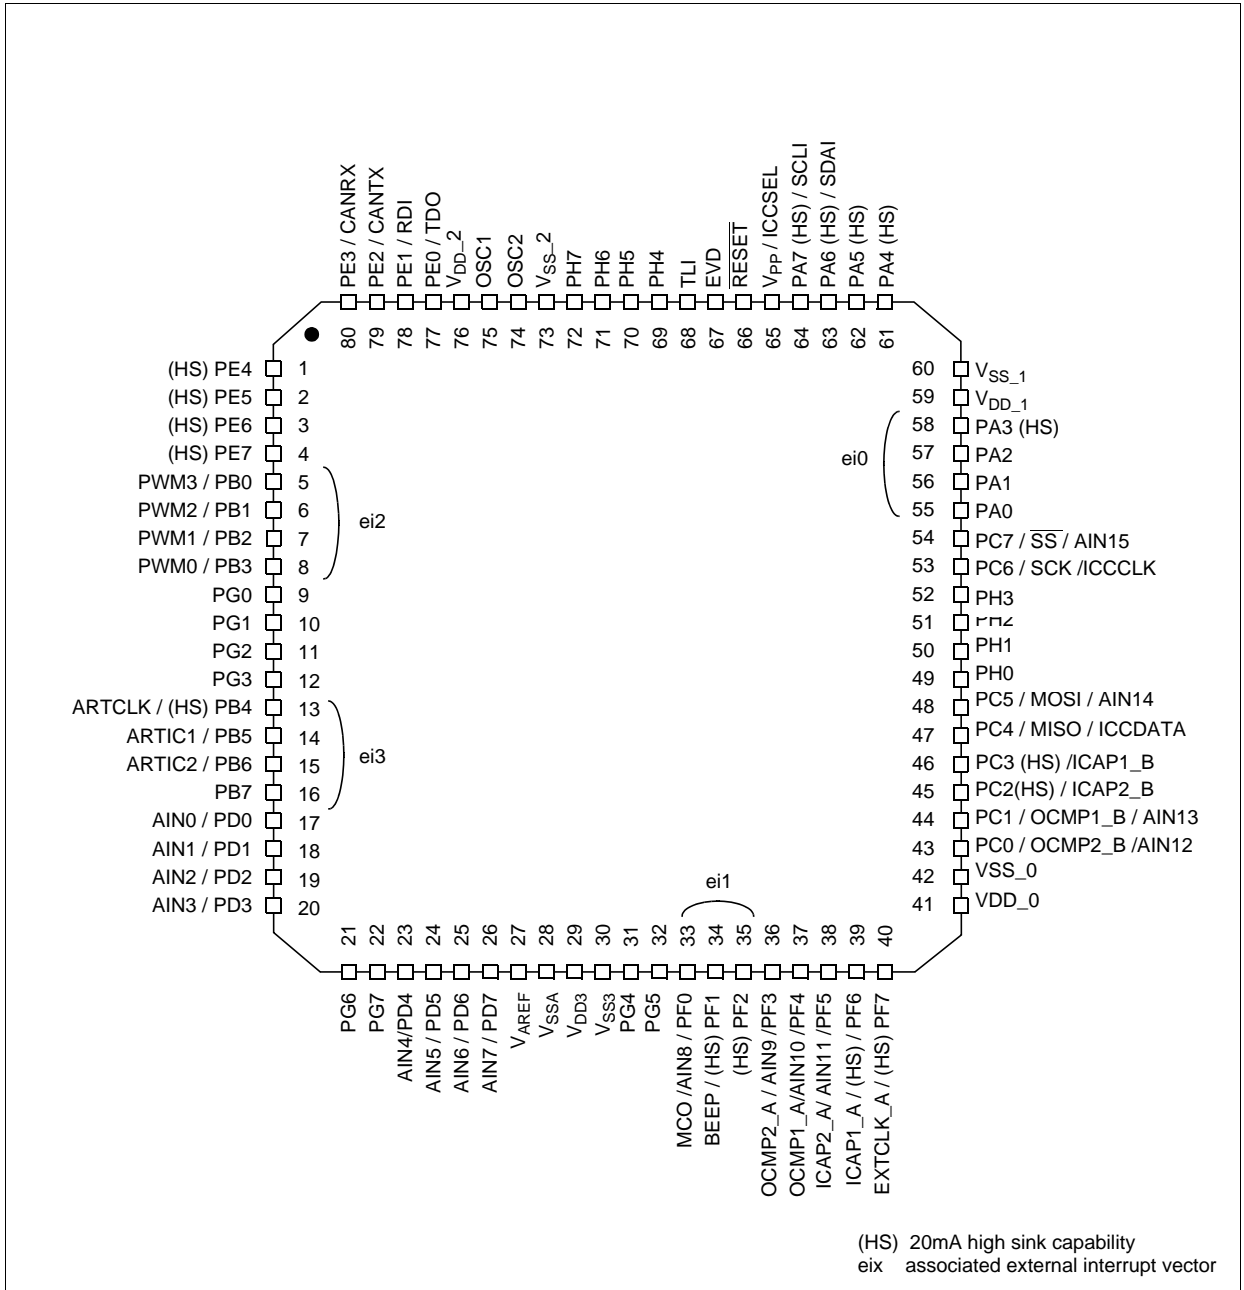 PE3 / CANRX
PE2 / CANTX
PE1 / RDI
PE0 / TDO
VDD_2
OSC1
OSC2
VSS_2
PH7
PH6
PH5
PH4
TLI
EVD
RESET
VPP / ICCSEL
PA7 (HS) / SCLI
PA6 (HS) / SDAI
PA5 (HS)
PA4 (HS)
80 79 78 77 76 75 74 73 72 71 70 69 68 67 66 65 64 63 62 61
(HS) PE4 1
(HS) PE5 2
(HS) PE6 3
(HS) PE7 4
PWM3 / PB0 5
PWM2 / PB1 6
PWM1 / PB2 7
PWM0 / PB3 8
ei2
PG0 9
PG1 10
PG2 11
PG3 12
ARTCLK / (HS) PB4 13
ARTIC1 / PB5 14
ARTIC2 / PB6 15
PB7 16
ei3
AIN0 / PD0 17
AIN1 / PD1 18
AIN2 / PD2 19
AIN3 / PD3 20
60 VSS_1
59 VDD_1
58 PA3 (HS)
57 PA2
56 PA1
55 PA0
ei0
54 PC7 / SS / AIN15
53 PC6 / SCK /ICCCLK
52 PH3
51 PH2
50 PH1
49 PH0
48 PC5 / MOSI / AIN14
47 PC4 / MISO / ICCDATA
46 PC3 (HS) /ICAP1_B
45 PC2(HS) / ICAP2_B
44 PC1 / OCMP1_B / AIN13
43 PC0 / OCMP2_B /AIN12
42 VSS_0
41 VDD_0
ei1
21 22 23 24 25 26 27 28 29 30 31 32 33 34 35 36 37 38 39 40
PG6
PG7
AIN4/PD4
AIN5 / PD5
AIN6 / PD6
AIN7 / PD7
VAREF
VSSA
VDD3
VSS3
PG4
PG5
MCO /AIN8 / PF0
BEEP / (HS) PF1
(HS) PF2
OCMP2_A / AIN9 /PF3
OCMP1_A/AIN10 /PF4
ICAP2_A/ AIN11 /PF5
ICAP1_A / (HS) / PF6
EXTCLK_A / (HS) PF7
(HS) 20mA high sink capability
eix associated external interrupt vector